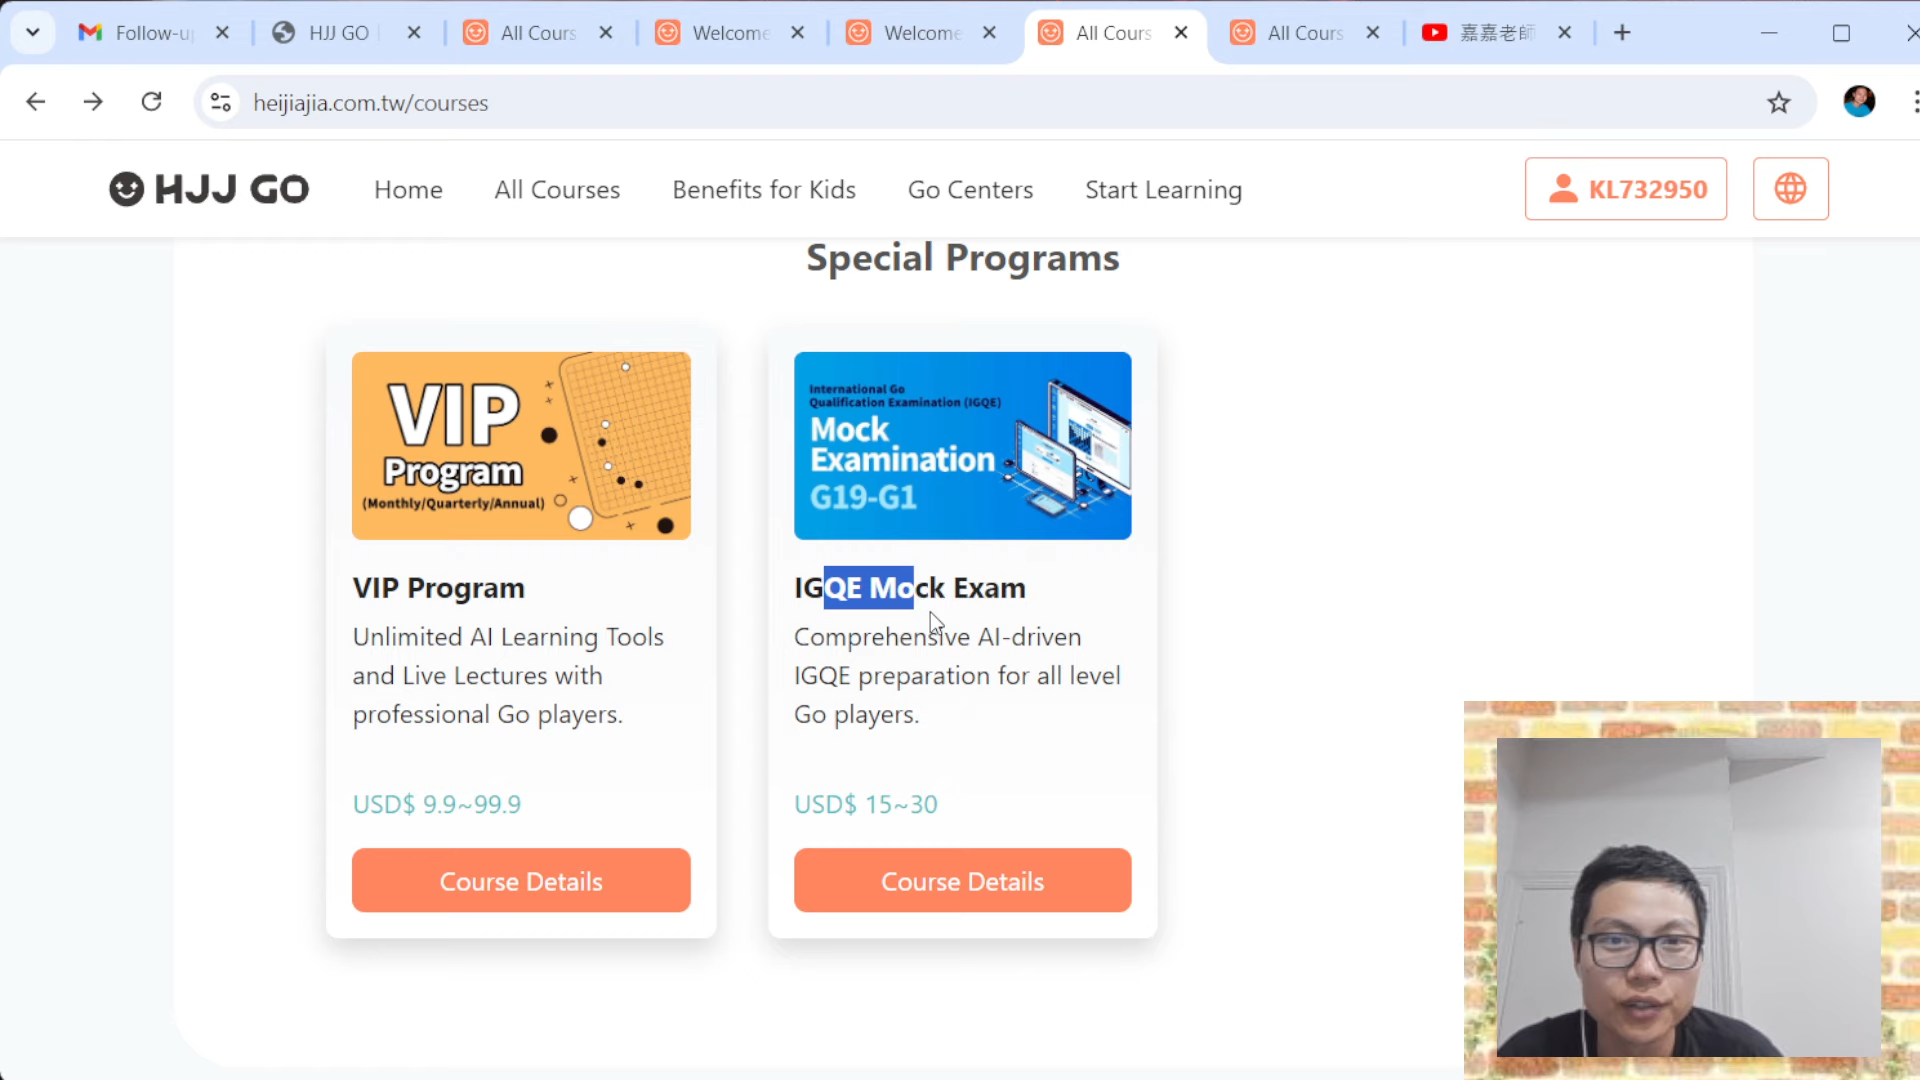 Follow-u
HJJ GO
All Cours
Welcome
Welcome
All Cours
All Cours
嘉嘉老師
heijiajia.com.tw/courses
HJJ GO
Home
All Courses
Benefits for Kids
Go Centers
Start Learning
KL732950
Special Programs
VIP
Program
(Monthly/Quarterly/Annual)
VIP Program
Unlimited AI Learning Tools
and Live Lectures with
professional Go players.
USD$ 9.9~99.9
Course Details
International Go
Qualification Examination (IGQE)
Mock
Examination
G19-G1
IGQE Mock Exam
Comprehensive AI-driven
IGQE preparation for all level
Go players.
USD$ 15~30
Course Details